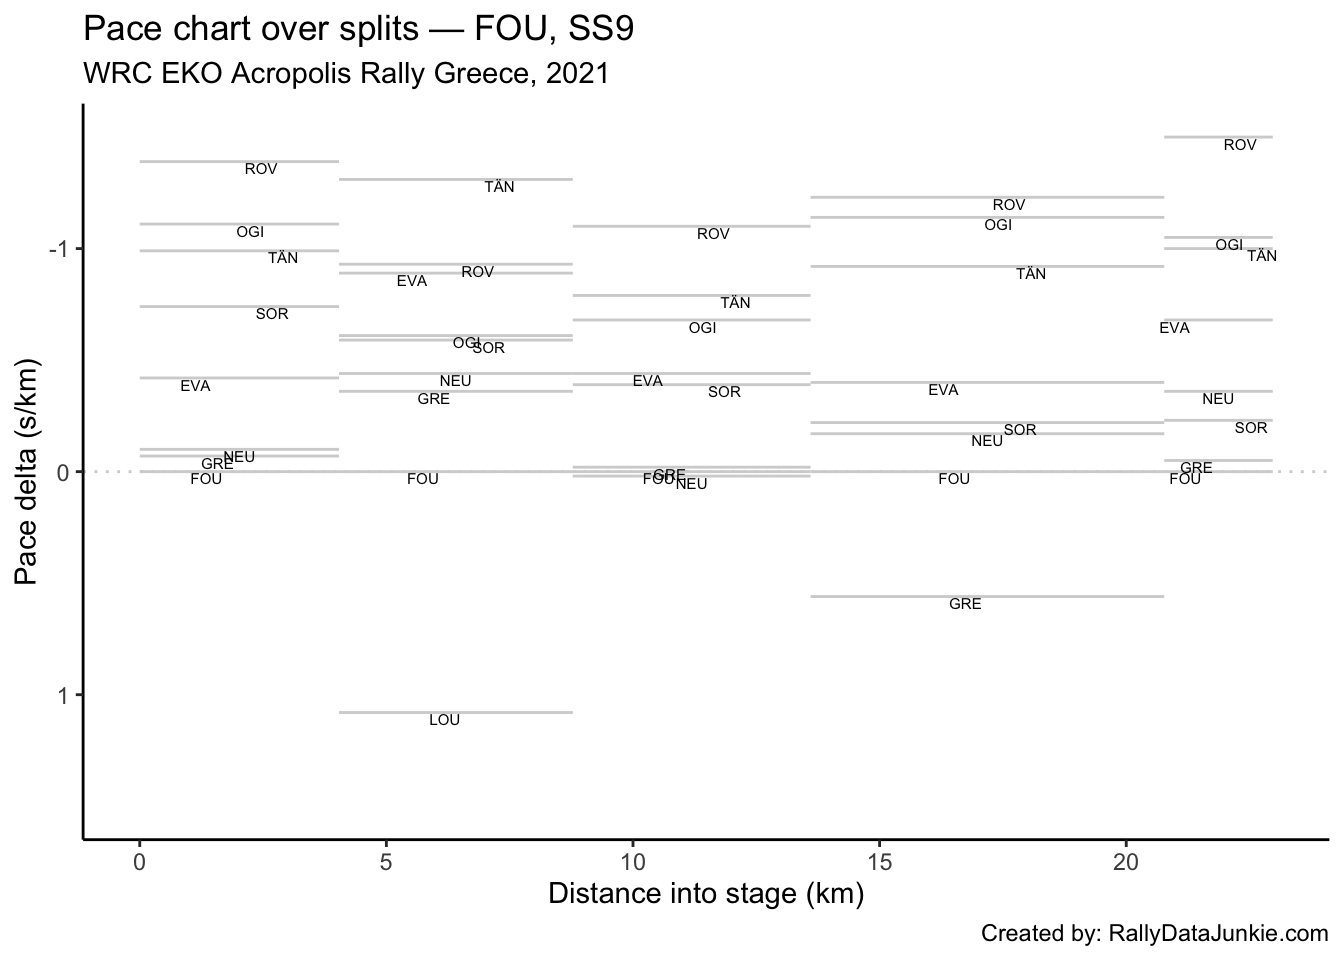 Pace chart over splits — FOU, SS9
WRC EKO Acropolis Rally Greece, 2021
ROV
ROV
TÄN
ROV
OGI
OGI
ROV
OGI
TÄN
TÄN
ROV
EVA
TÄN
TÄN
SOR
OGI
EVA
OGI
SOR
EVA
NEU
EVA
SOR
EVA
NEU
GRE
SOR
SOR
NEU
NEU
GRE
GRE
GRE
FOU
FOU
FOU
NEU
FOU
FOU
GRE
LOU
-1
0
1
Pace delta (s/km)
0 5 10 15 20
Distance into stage (km)
Created by: RallyDataJunkie.com